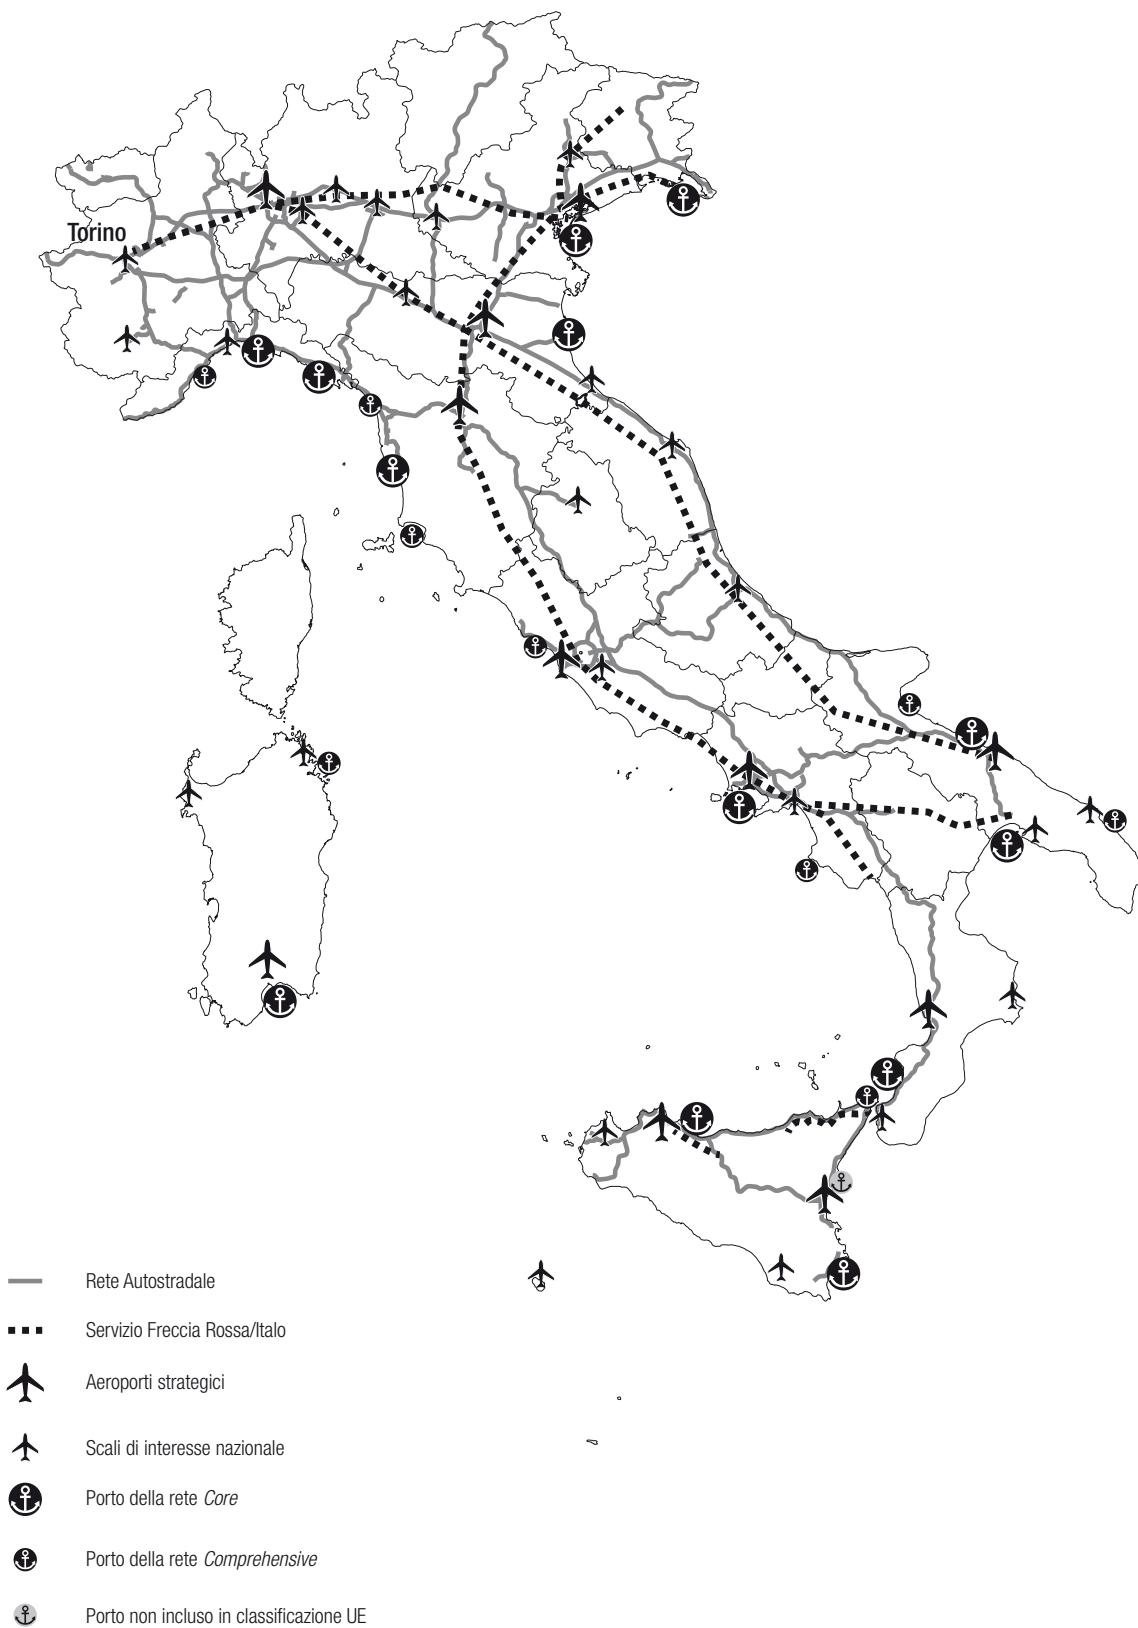 Torino
Rete Autostradale
Servizio Freccia Rossa/Italo
Aeroporti strategici
Scali di interesse nazionale
Porto della rete Core
Porto della rete Comprehensive
Porto non incluso in classificazione UE